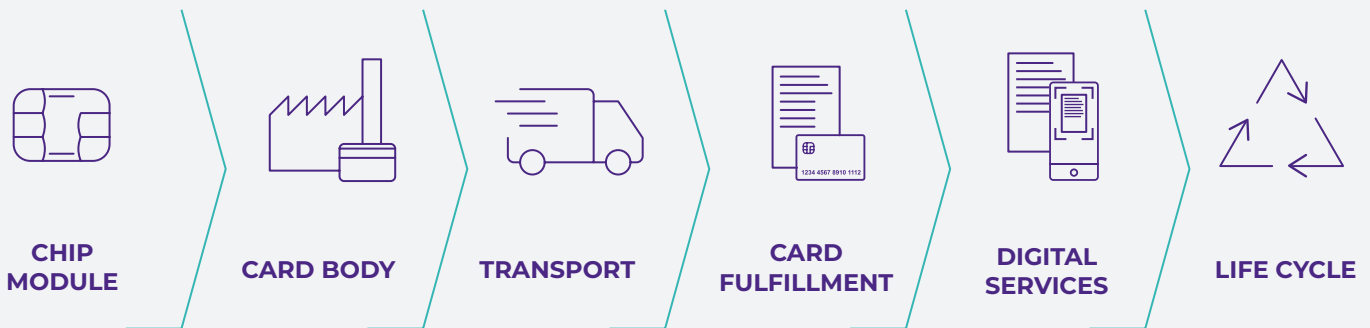 1234 4567 8910 1112
CHIP
MODULE
CARD BODY
TRANSPORT
CARD
FULFILLMENT
DIGITAL
SERVICES
LIFE CYCLE